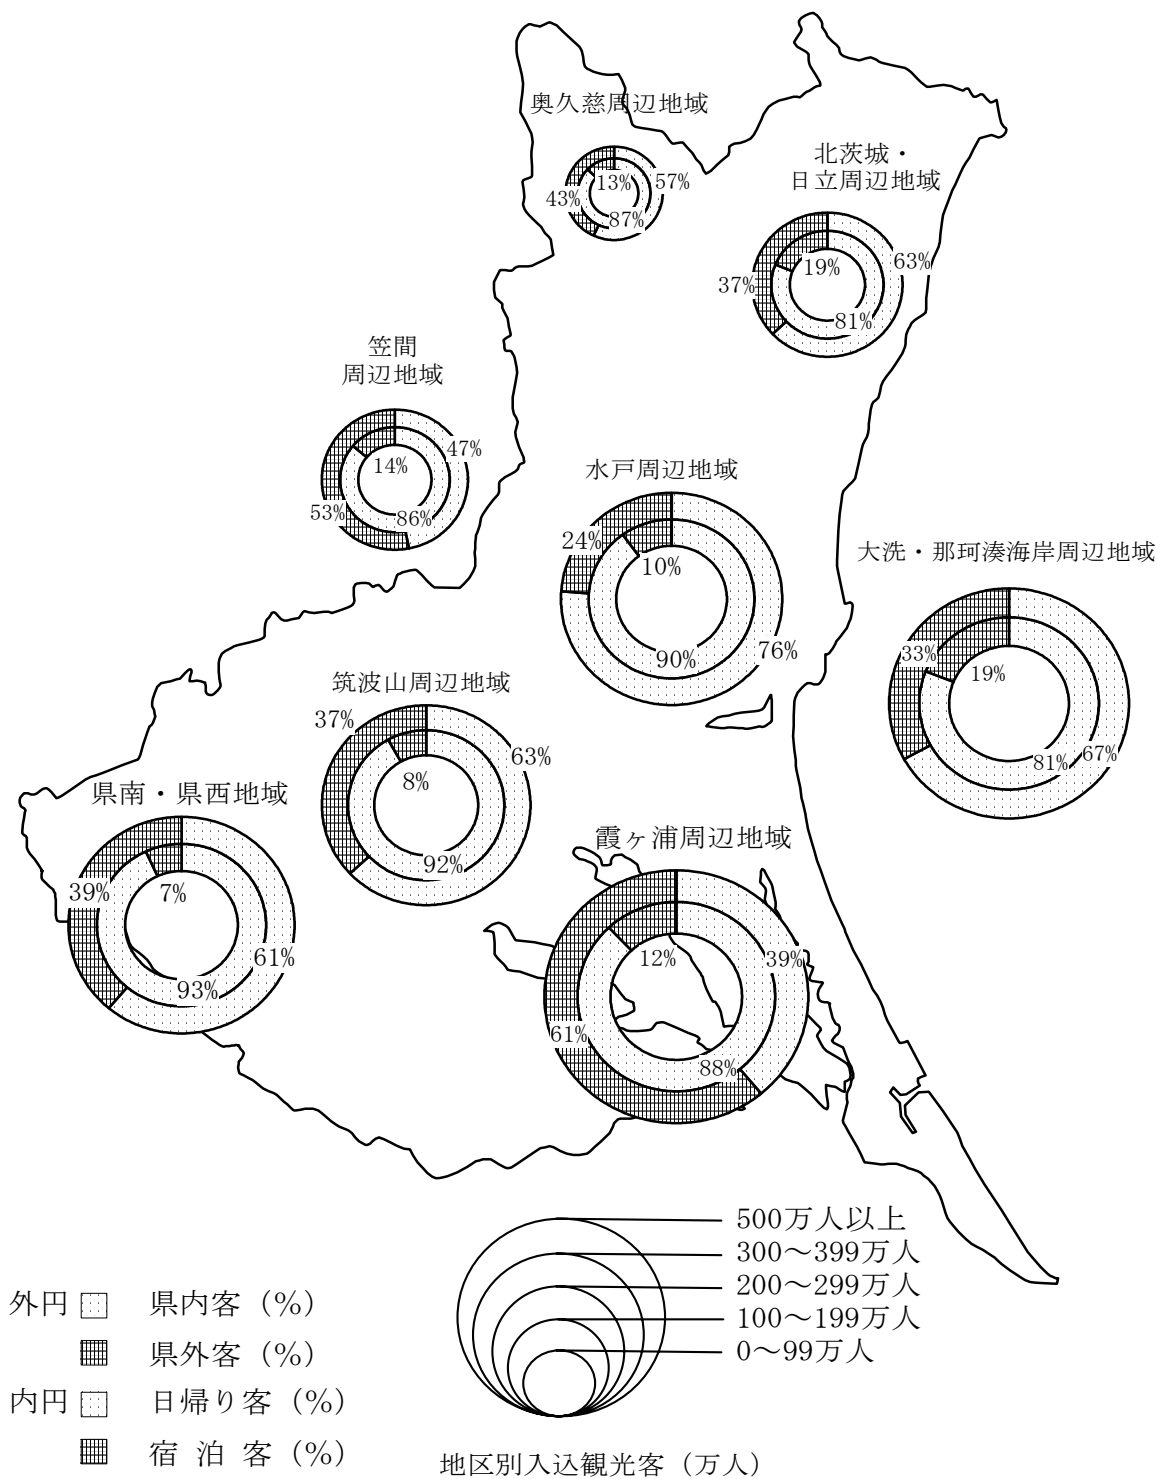 奥久慈周辺地域
13%
57%
43%
87%
北茨城・
日立周辺地域
19%
63%
37%
81%
笠間
周辺地域
14%
47%
53%
86%
水戸周辺地域
24%
10%
76%
90%
大洗・那珂湊海岸周辺地域
33%
19%
81%
67%
筑波山周辺地域
37%
63%
8%
92%
県南・県西地域
39%
7%
61%
93%
霞ヶ浦周辺地域
12%
39%
61%
88%
500万人以上
300〜399万人
200〜299万人
100〜199万人
0〜99万人
地区別入込観光客（万人）
外円 県内客（%）
県外客（%）
内円 日帰り客（%）
宿泊客（%）